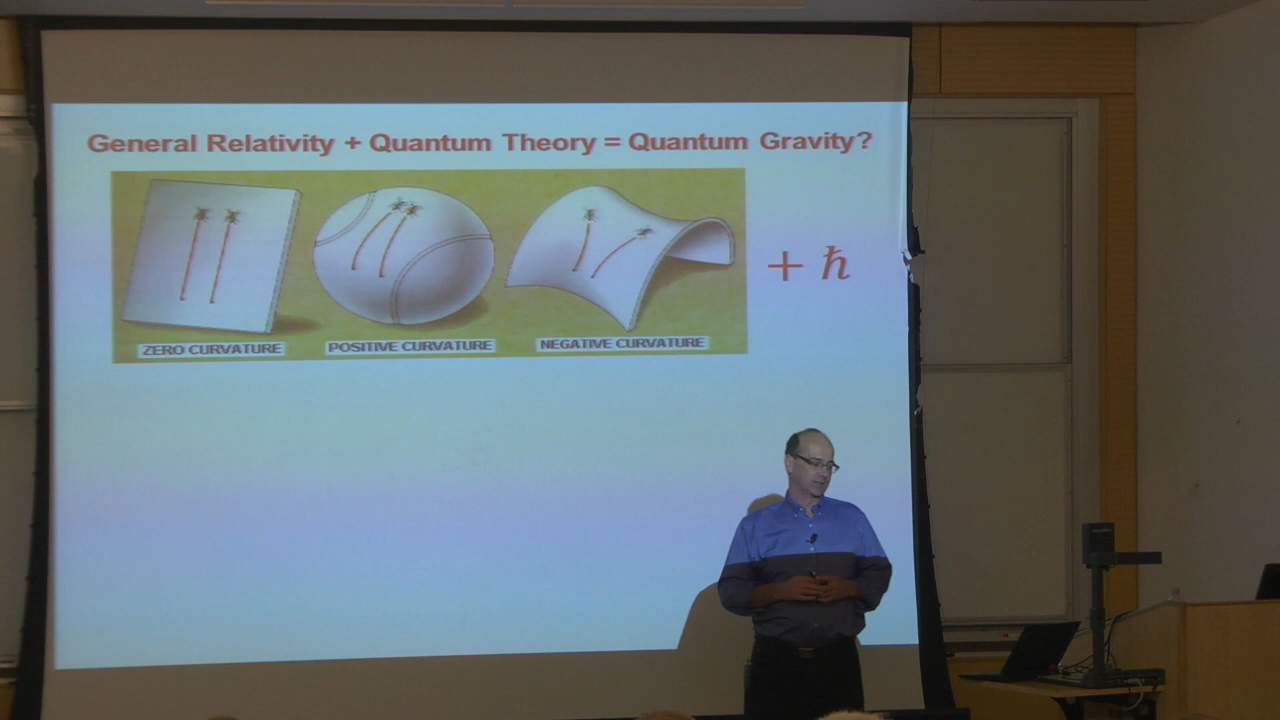 General Relativity + Quantum Theory = Quantum Gravity?
+ ℏ
ZERO CURVATURE
POSITIVE CURVATURE
NEGATIVE CURVATURE